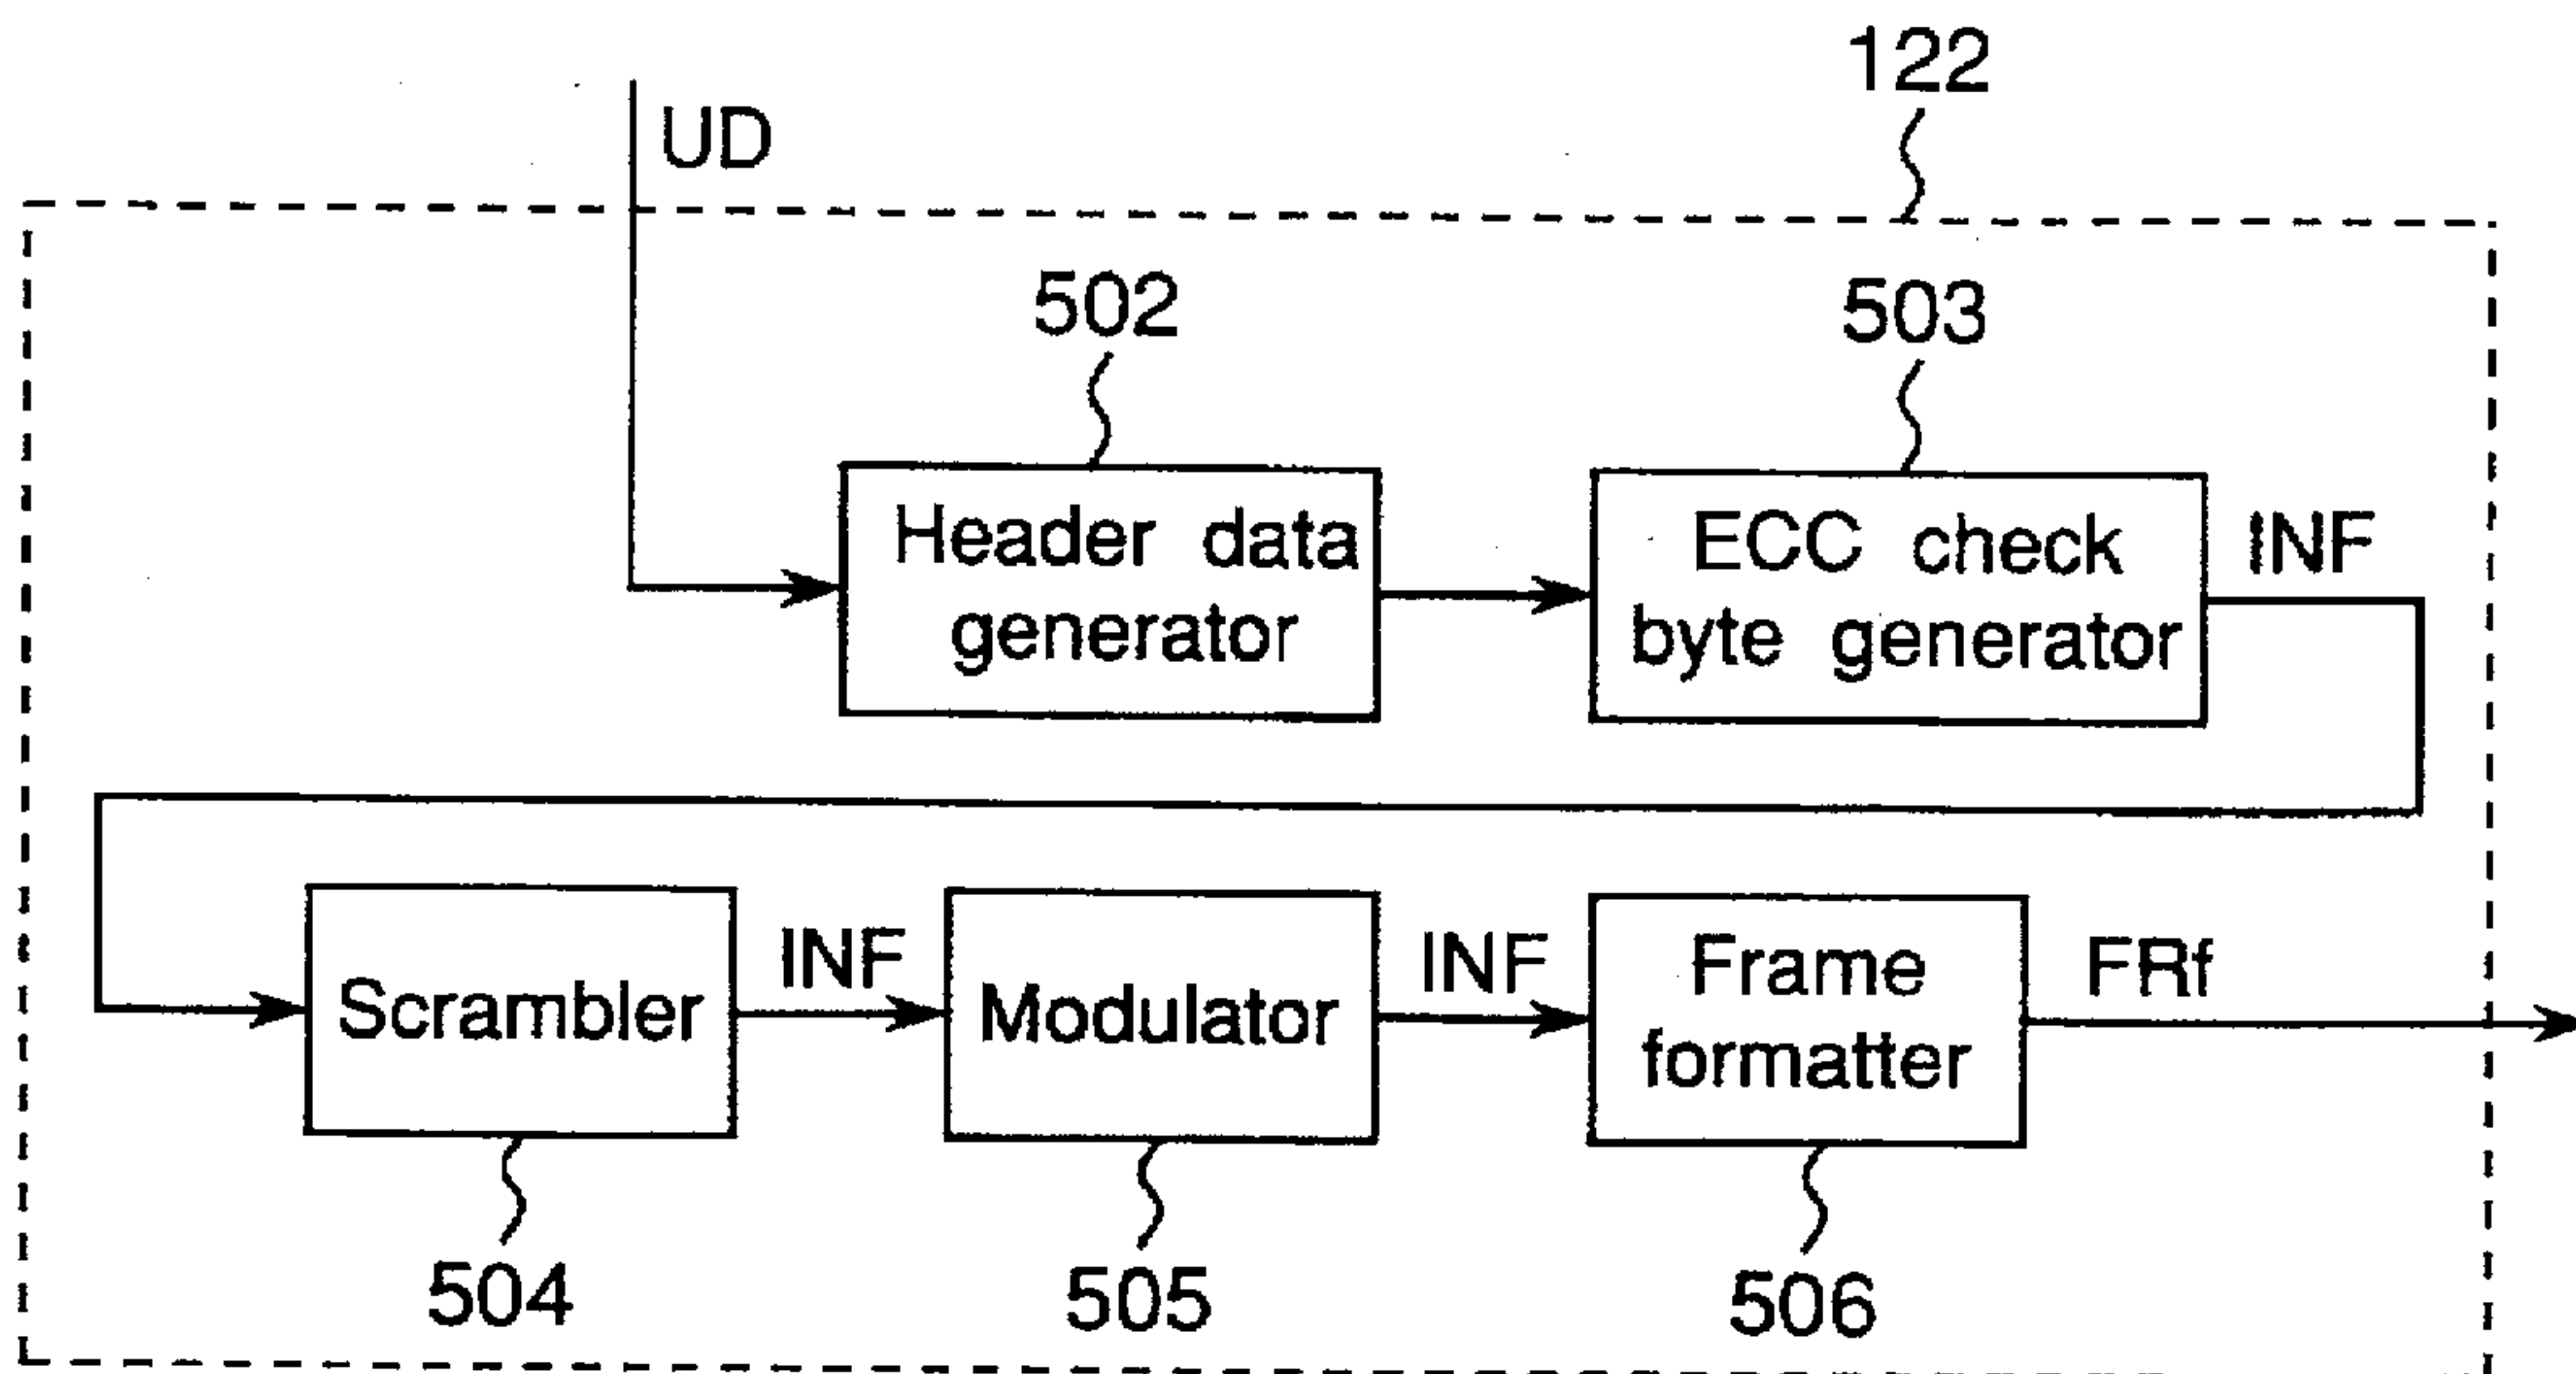 122
UD
502
503
Header data
generator
ECC check
byte generator
INF
Scrambler
INF
Modulator
INF
Frame
formatter
FRf
504
505
506